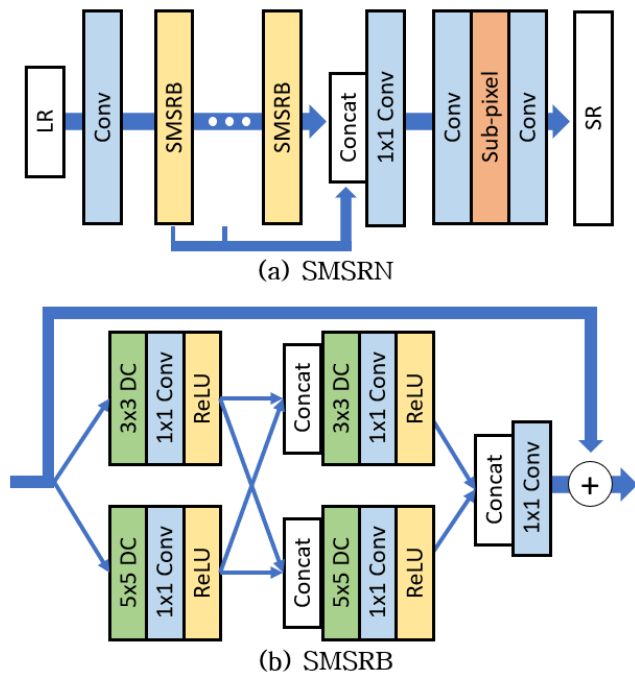 LR
Conv
SMSRB
SMSRB
Concat
1x1 Conv
Conv
Sub-pixel
Conv
SR
(a) SMSRN
3x3 DC
1x1 Conv
ReLU
Concat
3x3 DC
1x1 Conv
ReLU
5x5 DC
1x1 Conv
ReLU
Concat
5x5 DC
1x1 Conv
ReLU
Concat
1x1 Conv
+
(b) SMSRB